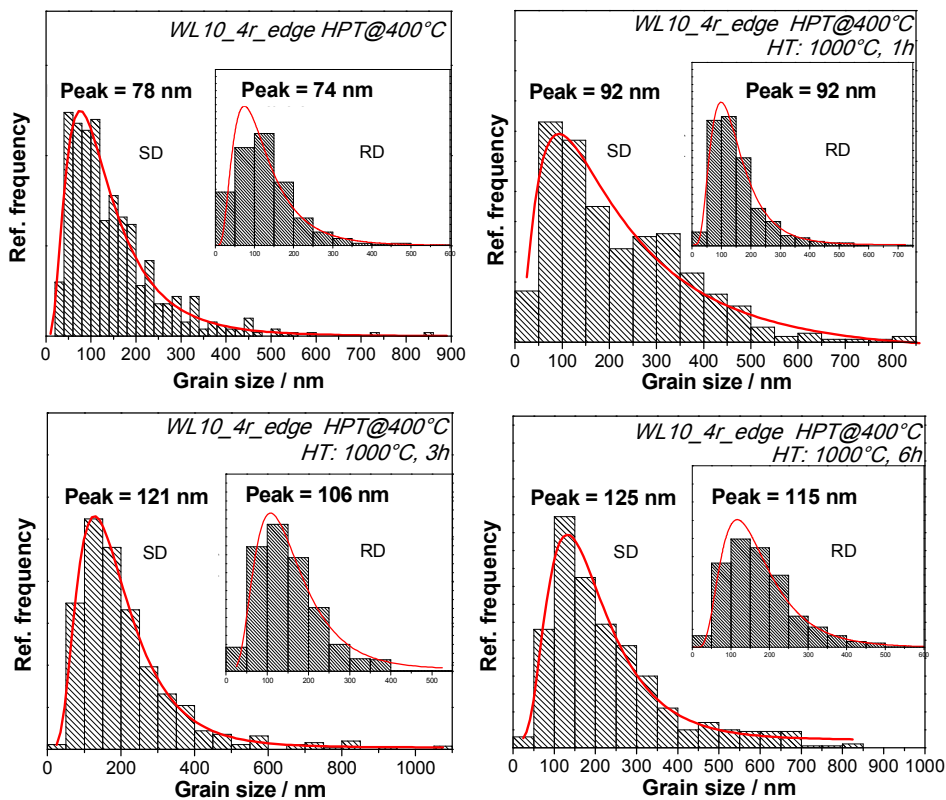 WL10_4r_edge HPT@400°C
Peak = 78 nm
Peak = 74 nm
SD
RD
0 100 200 300 400 500 600
Ref. frequency
0 100 200 300 400 500 600 700 800 900
Grain size / nm
WL10_4r_edge HPT@400°C
HT: 1000°C, 1h
Peak = 92 nm
Peak = 92 nm
SD
RD
0 100 200 300 400 500 600 700
Ref. frequency
0 100 200 300 400 500 600 700 800
Grain size / nm
WL10_4r_edge HPT@400°C
HT: 1000°C, 3h
Peak = 121 nm
Peak = 106 nm
SD
RD
0 100 200 300 400 500
Ref. frequency
0 200 400 600 800 1000
Grain size / nm
WL10_4r_edge HPT@400°C
HT: 1000°C, 6h
Peak = 125 nm
Peak = 115 nm
SD
RD
0 100 200 300 400 500 600
Ref. frequency
0 100 200 300 400 500 600 700 800 900 1000
Grain size / nm